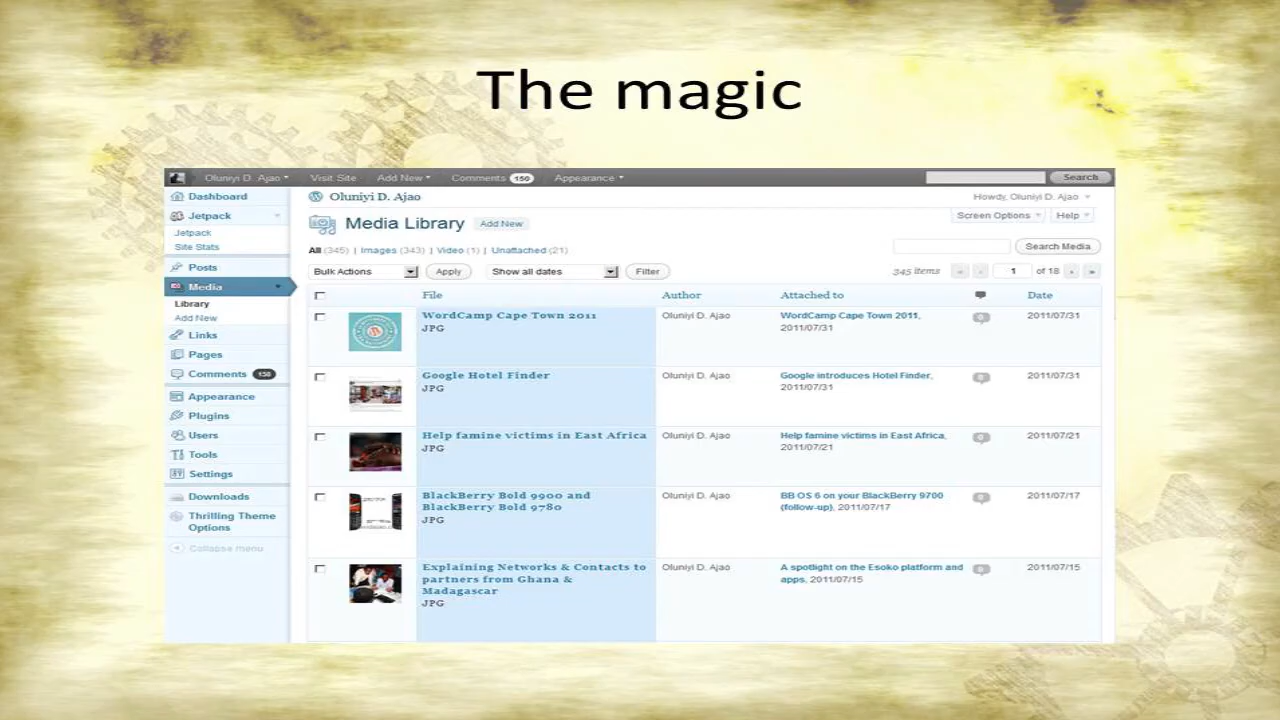 The magic
Oluniyi D. Ajao Visit Site Add New Comments 150 Appearance Search
Dashboard
Jetpack
Jetpack
Site Stats
Posts
Media
Library
Add New
Links
Pages
Comments 150
Appearance
Plugins
Users
Tools
Settings
Downloads
Thrilling Theme
Options
Collapse menu
Oluniyi D. Ajao Howdy, Oluniyi D. Ajao
Media Library Add New Screen Options Help
All (345) | Images (343) | Video (1) | Unattached (21) Search Media
Bulk Actions Apply Show all dates Filter 345 items « ‹ 1 of 18 › »
File Author Attached to Date
WordCamp Cape Town 2011 Oluniyi D. Ajao WordCamp Cape Town 2011, 0 2011/07/31
JPG 2011/07/31
Google Hotel Finder Oluniyi D. Ajao Google introduces Hotel Finder, 0 2011/07/31
JPG 2011/07/31
Help famine victims in East Africa Oluniyi D. Ajao Help famine victims in East Africa, 0 2011/07/21
JPG 2011/07/21
BlackBerry Bold 9900 and Oluniyi D. Ajao BB OS 6 on your BlackBerry 9700 0 2011/07/17
BlackBerry Bold 9780 (follow-up), 2011/07/17
JPG
Explaining Networks & Contacts to Oluniyi D. Ajao A spotlight on the Esoko platform and 0 2011/07/15
partners from Ghana & apps, 2011/07/15
Madagascar
JPG